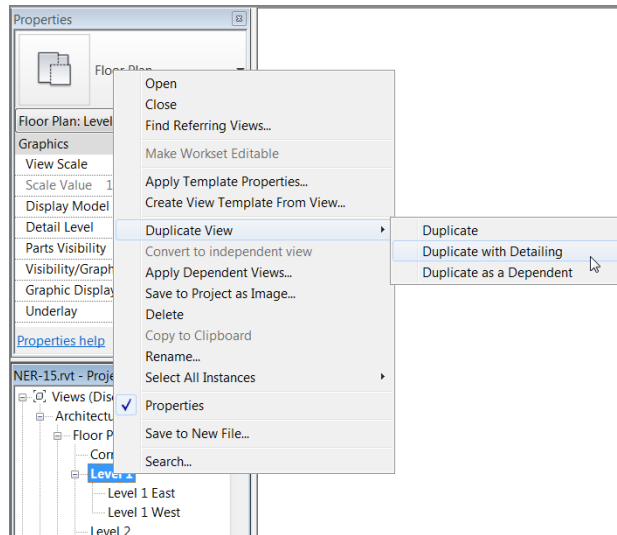 Properties
Floor Plan
Open
Close
Find Referring Views...
Make Workset Editable
Apply Template Properties...
Create View Template From View...
Duplicate View
Convert to independent view
Apply Dependent Views...
Save to Project as Image...
Delete
Copy to Clipboard
Rename...
Select All Instances
Properties
Save to New File...
Search...
Duplicate
Duplicate with Detailing
Duplicate as a Dependent
Floor Plan: Level
Graphics
View Scale
Scale Value 1
Display Model
Detail Level
Parts Visibility
Visibility/Graph
Graphic Display
Underlay
Properties help
NER-15.rvt - Proje
Views (Dis
Architectu
Floor P
Corr
Level 1
Level 1 East
Level 1 West
Level 2